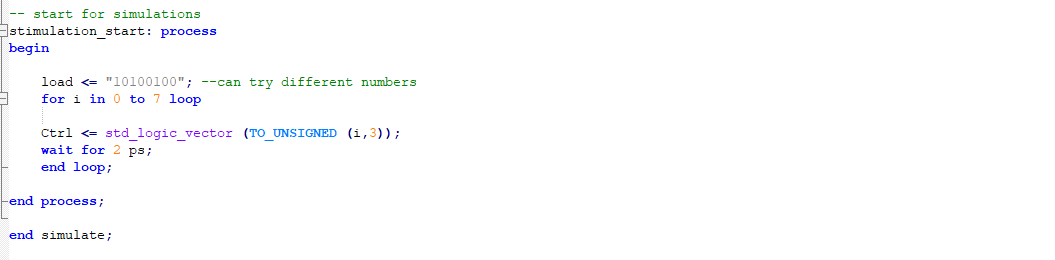 -- start for simulations
stimulation_start: process
begin
load <= "10100100"; --can try different numbers
for i in 0 to 7 loop
Ctrl <= std_logic_vector (TO_UNSIGNED (i,3));
wait for 2 ps;
end loop;
end process;
end simulate;